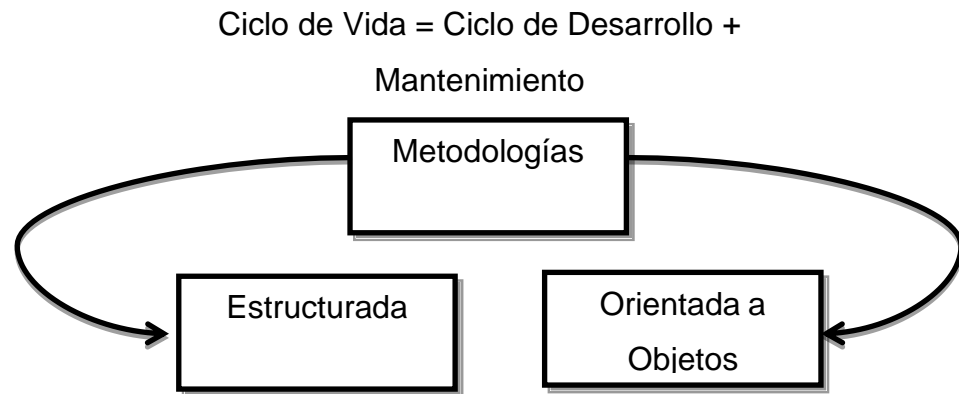 Ciclo de Vida = Ciclo de Desarrollo +
Mantenimiento
Metodologías
Estructurada
Orientada a
Objetos